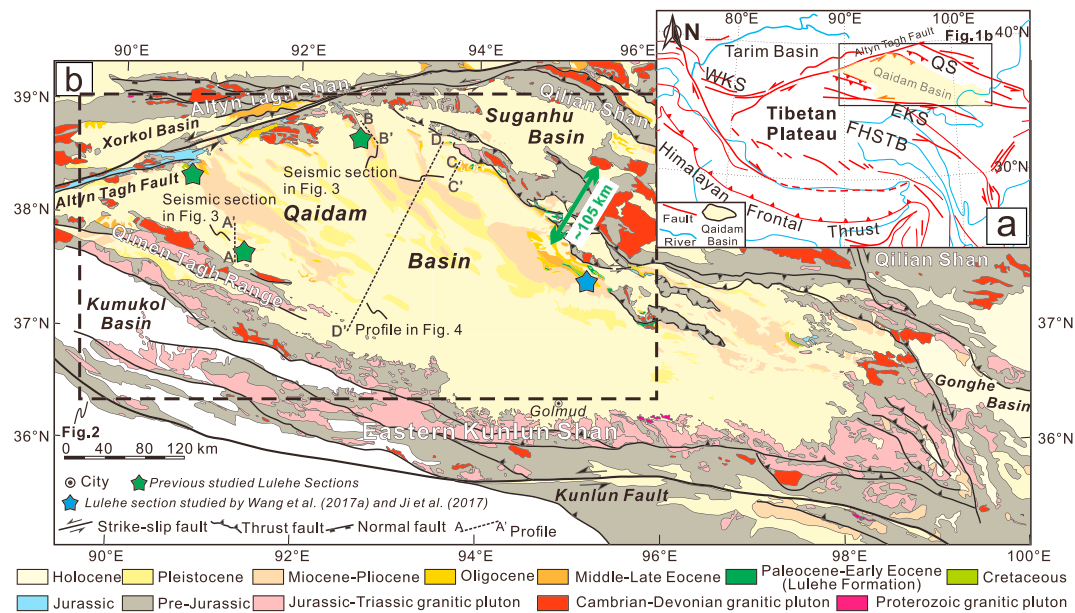 90°E
92°E
94°E
96°E
80°E
90°E
100°E
Fig.1b
40°N
30°N
N
Tarim Basin
Altyn Tagh Fault
QS
Qaidam Basin
WKS
EKS
Tibetan
Plateau
FHSTB
Himalayan
Frontal
Thrust
Fault
River
Qaidam
Basin
a
b
39°N
38°N
37°N
36°N
Altyn Tagh Shan
Xorkol Basin
Altyn Tagh Fault
Qilian Shan
Suganhu
Basin
B
B'
D
C
C'
Seismic section
in Fig. 3
Seismic section
in Fig. 3
A'
A
Qaidam
Basin
~105 km
Qimen Tagh Range
Kumukol
Basin
D'
Profile in Fig. 4
Qilian Shan
37°N
36°N
Gonghe
Basin
Golmud
Eastern Kunlun Shan
Kunlun Fault
Fig.2
0 40 80 120 km
City
Previous studied Lulehe Sections
Lulehe section studied by Wang et al. (2017a) and Ji et al. (2017)
Strike-slip fault
Thrust fault
Normal fault
A A' Profile
90°E
92°E
94°E
96°E
98°E
100°E
Holocene
Pleistocene
Miocene-Pliocene
Oligocene
Middle-Late Eocene
Paleocene-Early Eocene
(Lulehe Formation)
Cretaceous
Jurassic
Pre-Jurassic
Jurassic-Triassic granitic pluton
Cambrian-Devonian granitic pluton
Proterozoic granitic pluton